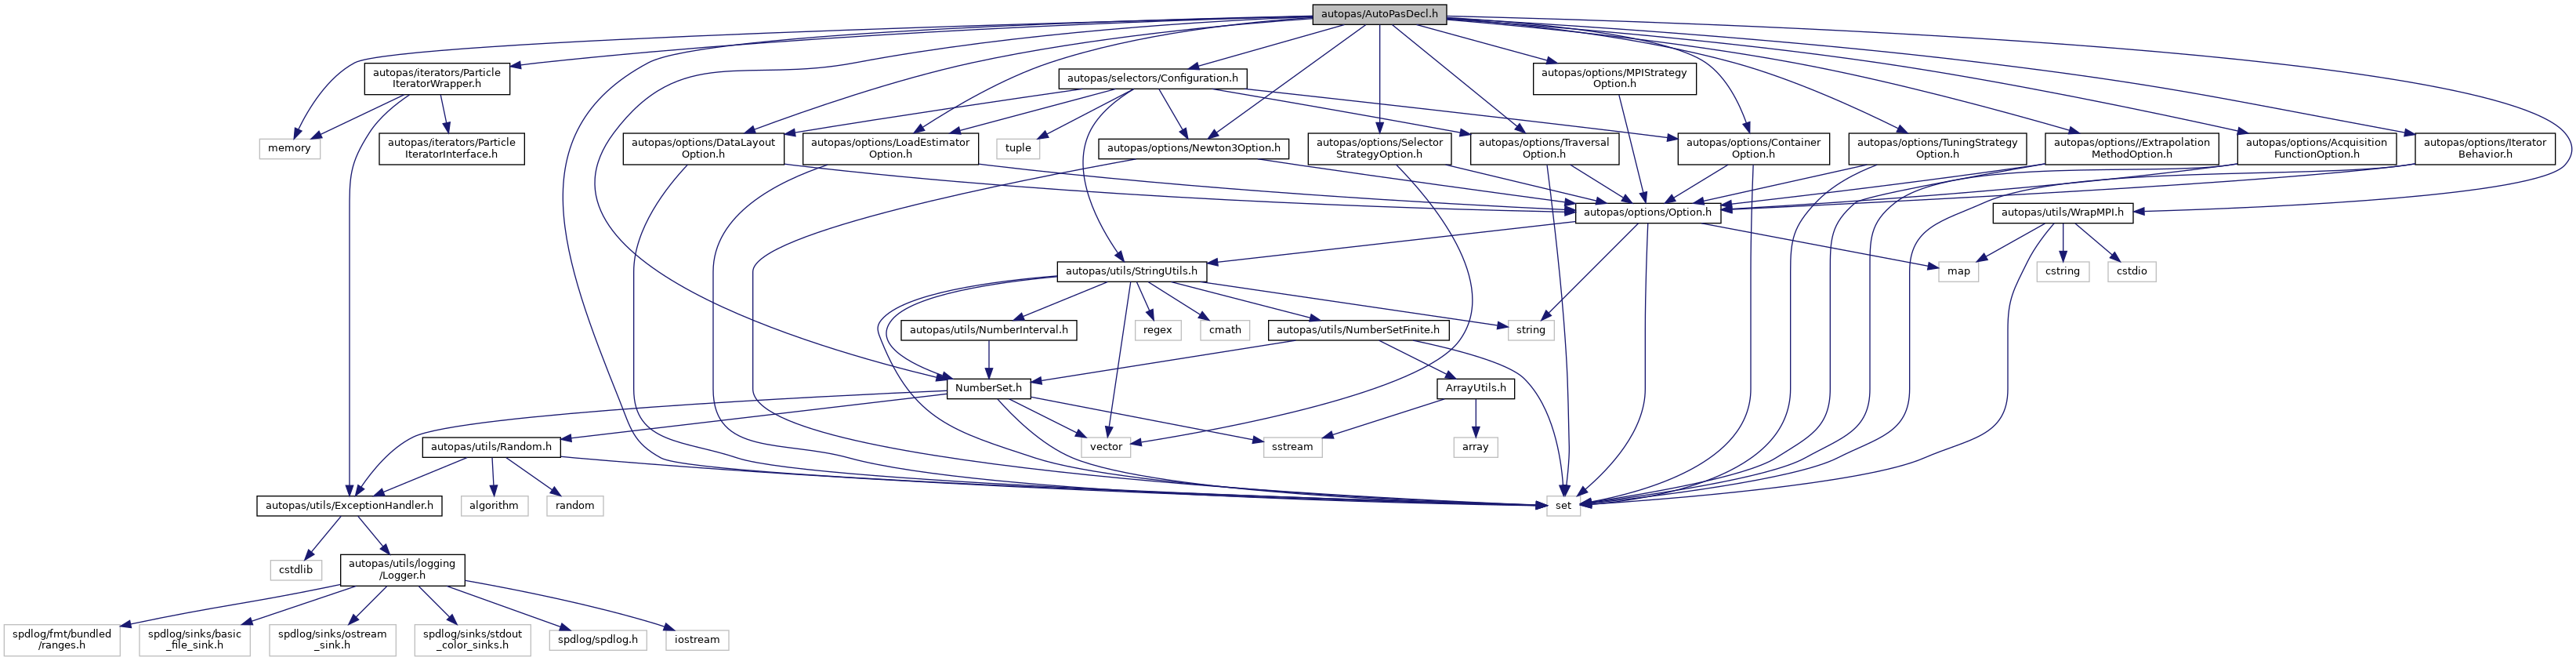 autopas/AutoPasDecl.h
autopas/iterators/Particle
IteratorWrapper.h
autopas/selectors/Configuration.h
autopas/options/MPIStrategy
Option.h
memory
autopas/iterators/Particle
IteratorInterface.h
autopas/options/DataLayout
Option.h
autopas/options/LoadEstimator
Option.h
tuple
autopas/options/Newton3Option.h
autopas/options/Selector
StrategyOption.h
autopas/options/Traversal
Option.h
autopas/options/Container
Option.h
autopas/options/TuningStrategy
Option.h
autopas/options//Extrapolation
MethodOption.h
autopas/options/Acquisition
FunctionOption.h
autopas/options/Iterator
Behavior.h
autopas/options/Option.h
autopas/utils/WrapMPI.h
autopas/utils/StringUtils.h
map
cstring
cstdio
autopas/utils/NumberInterval.h
regex
cmath
autopas/utils/NumberSetFinite.h
string
NumberSet.h
ArrayUtils.h
autopas/utils/Random.h
vector
sstream
array
autopas/utils/ExceptionHandler.h
algorithm
random
set
cstdlib
autopas/utils/logging
/Logger.h
spdlog/fmt/bundled
/ranges.h
spdlog/sinks/basic
_file_sink.h
spdlog/sinks/ostream
_sink.h
spdlog/sinks/stdout
_color_sinks.h
spdlog/spdlog.h
iostream